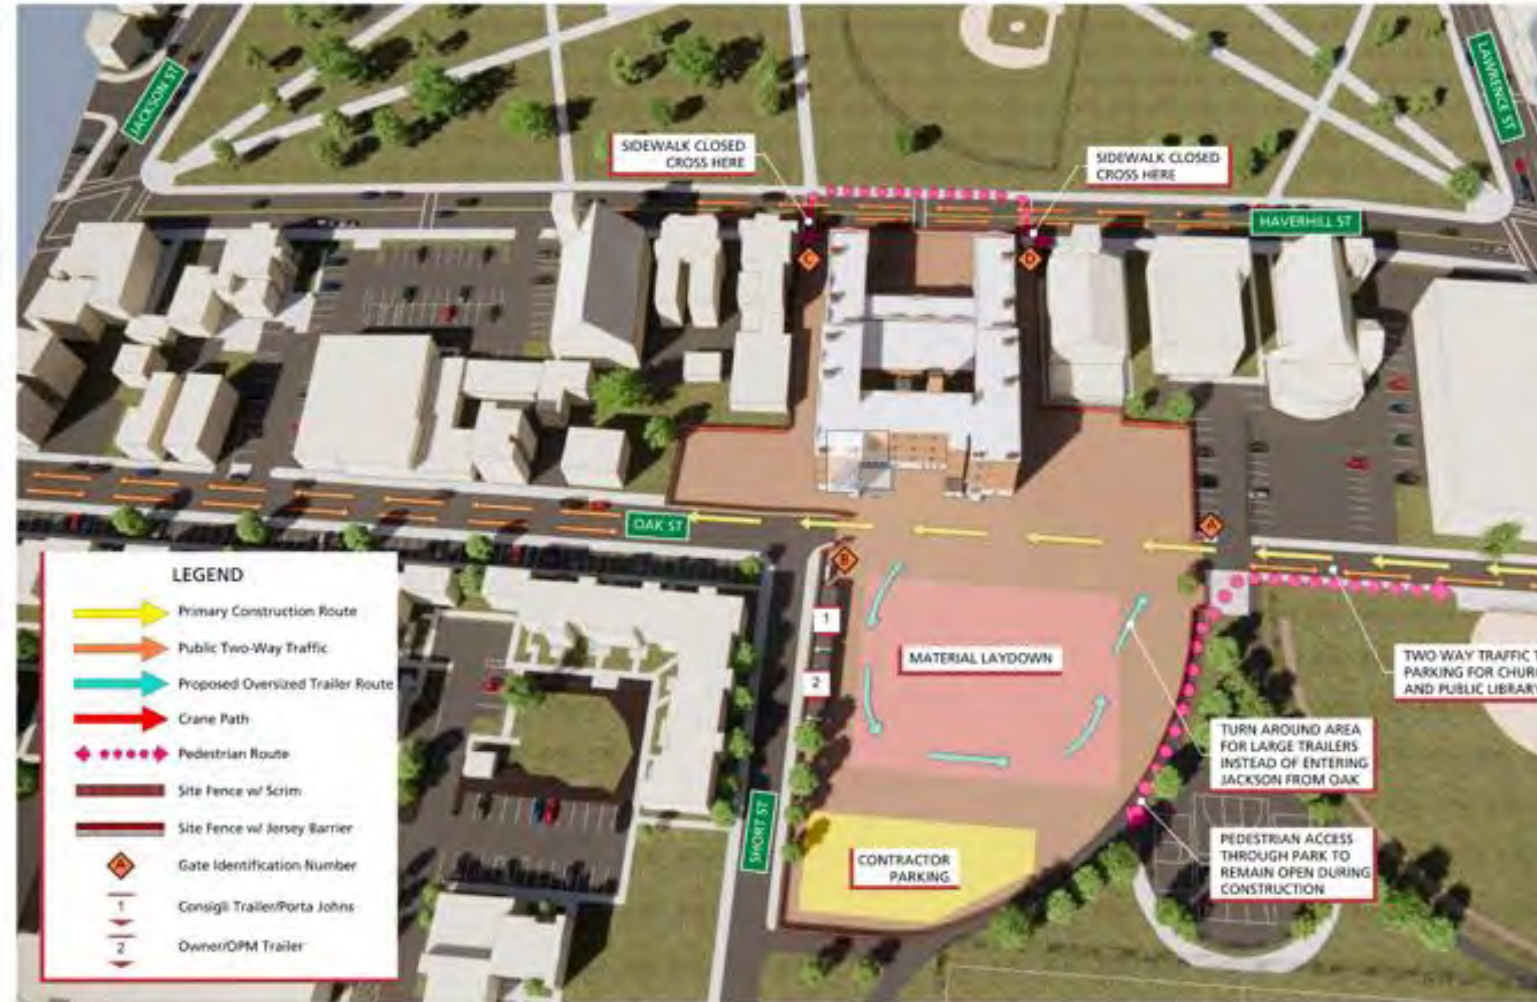 JACKSON ST
LAWRENCE ST
SIDEWALK CLOSED
CROSS HERE
SIDEWALK CLOSED
CROSS HERE
HAVERHILL ST
C
D
OAK ST
A
B
LEGEND
Primary Construction Route
Public Two-Way Traffic
Proposed Oversized Trailer Route
Crane Path
Pedestrian Route
Site Fence w/ Scrim
Site Fence w/ Jersey Barrier
A
Gate Identification Number
1
Consigli Trailer/Porta Johns
2
Owner/OPM Trailer
1
2
MATERIAL LAYDOWN
TWO WAY TRAFFIC
PARKING FOR
AND PUBLIC
TURN AROUND AREA
FOR LARGE TRAILERS
INSTEAD OF ENTERING
JACKSON FROM OAK
SHORT ST
CONTRACTOR
PARKING
PEDESTRIAN ACCESS
THROUGH PARK TO
REMAIN OPEN DURING
CONSTRUCTION